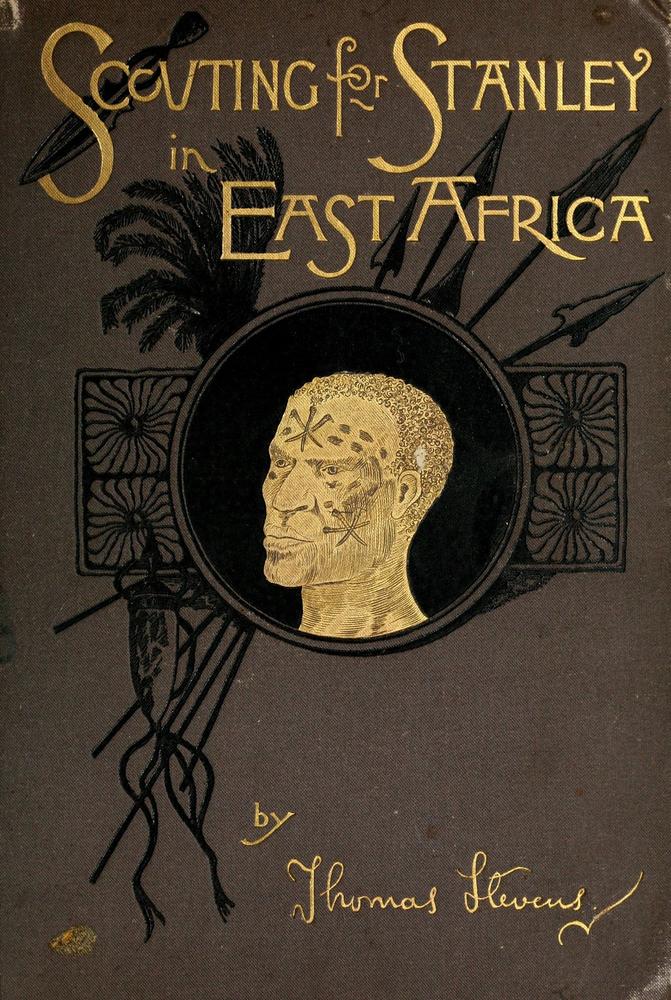 Scouting for Stanley
in
East Africa
by
Thomas Stevens.